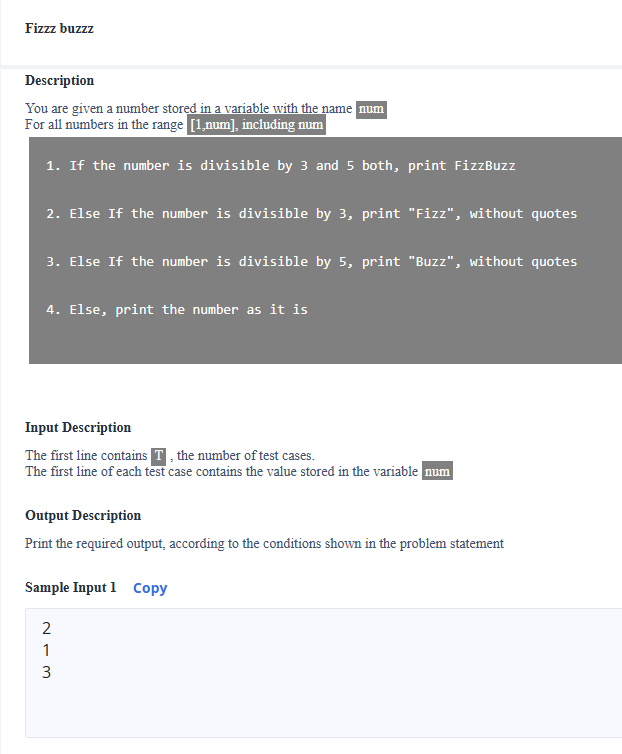 Fizzz buzzz
Description
You are given a number stored in a variable with the name num
For all numbers in the range [1,num], including num
1. If the number is divisible by 3 and 5 both, print FizzBuzz
2. Else If the number is divisible by 3, print "Fizz", without quotes
3. Else If the number is divisible by 5, print "Buzz", without quotes
4. Else, print the number as it is
Input Description
The first line contains T , the number of test cases.
The first line of each test case contains the value stored in the variable num
Output Description
Print the required output, according to the conditions shown in the problem statement
Sample Input 1 Copy
2
1
3